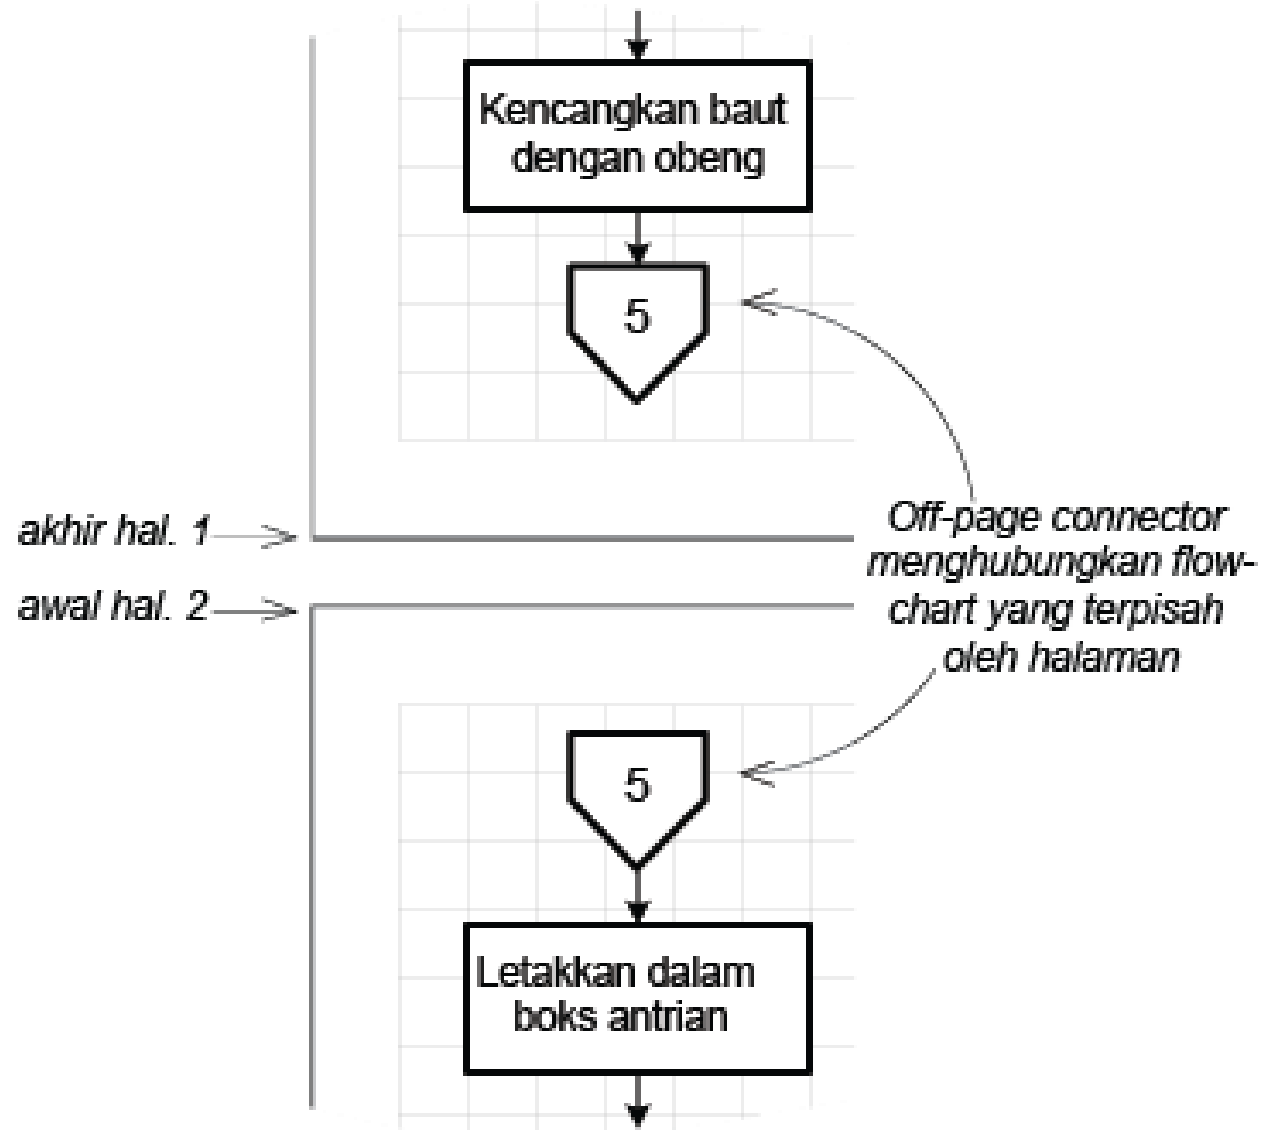 Kencangkan baut
dengan obeng
5
akhir hal. 1
awal hal. 2
Off-page connector
menghubungkan flow-
chart yang terpisah
oleh halaman
5
Letakkan dalam
boks antrian